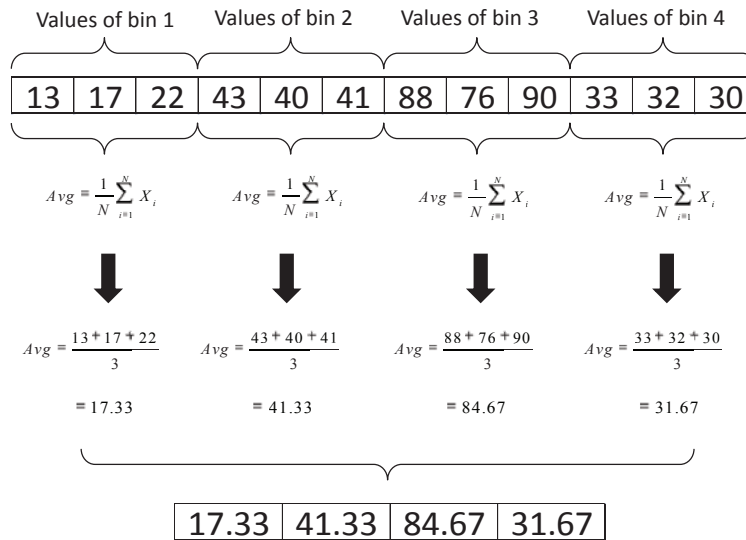 Values of bin 1 Values of bin 2 Values of bin 3 Values of bin 4
13 17 22 43 40 41 88 76 90 33 32 30
Avg = 1/N ∑_{i=1}^{N} X_i Avg = 1/N ∑_{i=1}^{N} X_i Avg = 1/N ∑_{i=1}^{N} X_i Avg = 1/N ∑_{i=1}^{N} X_i
Avg = (13 + 17 + 22)/3 Avg = (43 + 40 + 41)/3 Avg = (88 + 76 + 90)/3 Avg = (33 + 32 + 30)/3
= 17.33 = 41.33 = 84.67 = 31.67
17.33 41.33 84.67 31.67